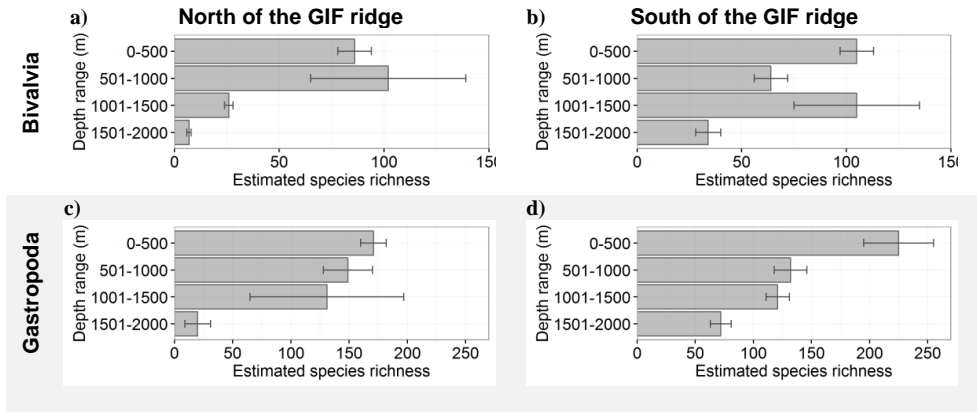 a) North of the GIF ridge
b) South of the GIF ridge
Bivalvia
Depth range (m)
0-500
501-1000
1001-1500
1501-2000
0 50 100 150
Estimated species richness
Depth range (m)
0-500
501-1000
1001-1500
1501-2000
0 50 100 150
Estimated species richness
Gastropoda
c)
Depth range (m)
0-500
501-1000
1001-1500
1501-2000
0 50 100 150 200 250
Estimated species richness
d)
Depth range (m)
0-500
501-1000
1001-1500
1501-2000
0 50 100 150 200 250
Estimated species richness